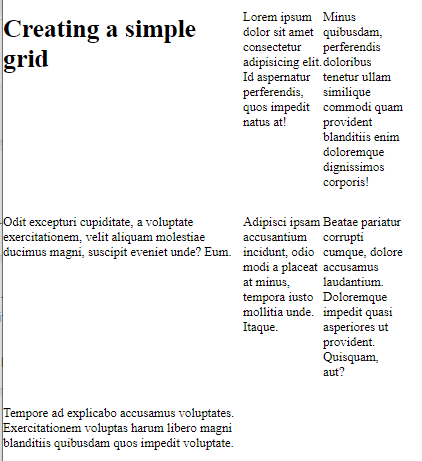 Creating a simple
grid
Lorem ipsum
dolor sit amet
consectetur
adipisicing elit.
Id aspernatur
perferendis,
quos impedit
natus at!
Minus
quibusdam,
perferendis
doloribus
tenetur ullam
similique
commodi quam
provident
blanditiis enim
doloremque
dignissimos
corporis!
Odit excepturi cupiditate, a voluptate
exercitationem, velit aliquam molestiae
ducimus magni, suscipit eveniet unde? Eum.
Adipisci ipsam
accusantium
incidunt, odio
modi a placeat
at minus,
tempora iusto
mollitia unde.
Itaque.
Beatae pariatur
corrupti
cumque, dolore
accusamus
laudantium.
Doloremque
impedit quasi
asperiores ut
provident.
Quisquam,
aut?
Tempore ad explicabo accusamus voluptates.
Exercitationem voluptas harum libero magni
blanditiis quibusdam quos impedit voluptate.